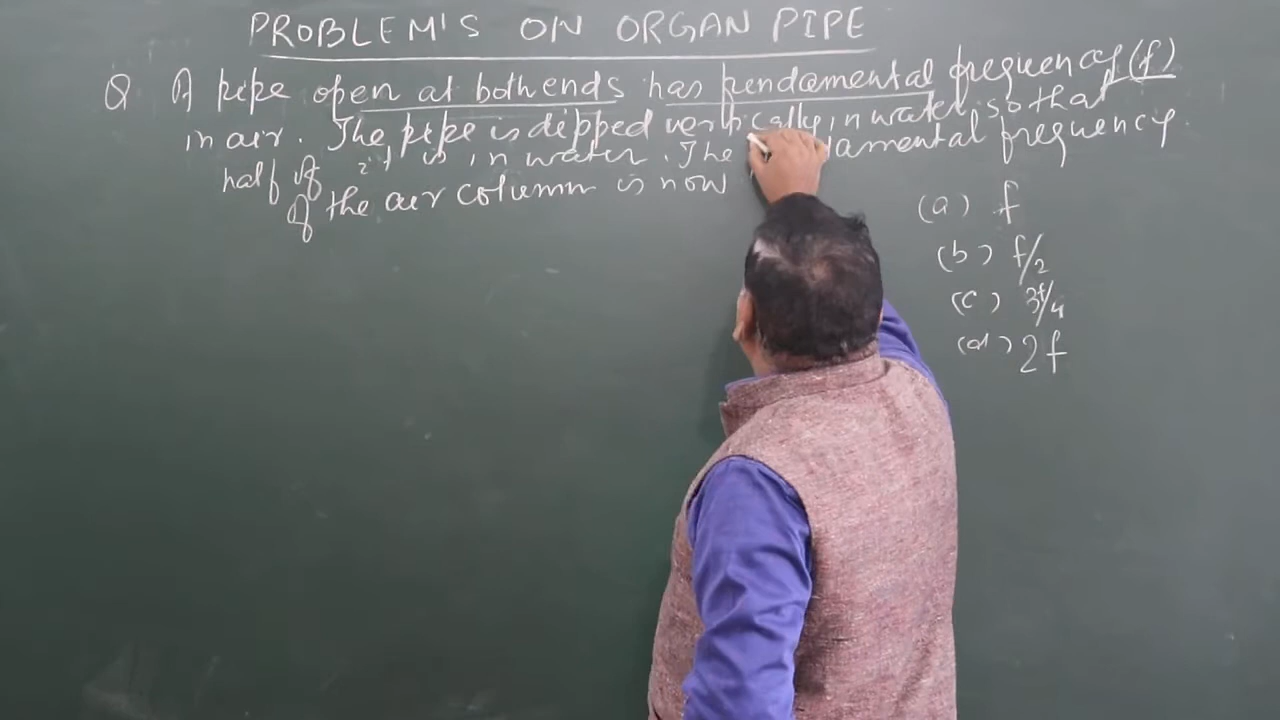 PROBLEM'S ON ORGAN PIPE
Q A pipe open at both ends has fundamental frequency (f)
in air. The pipe is dipped vertically in water so that
half of it is in water. The damental frequency
of the air column is now
(a) f
(b) f/2
(c) 3f/4
(d) 2f